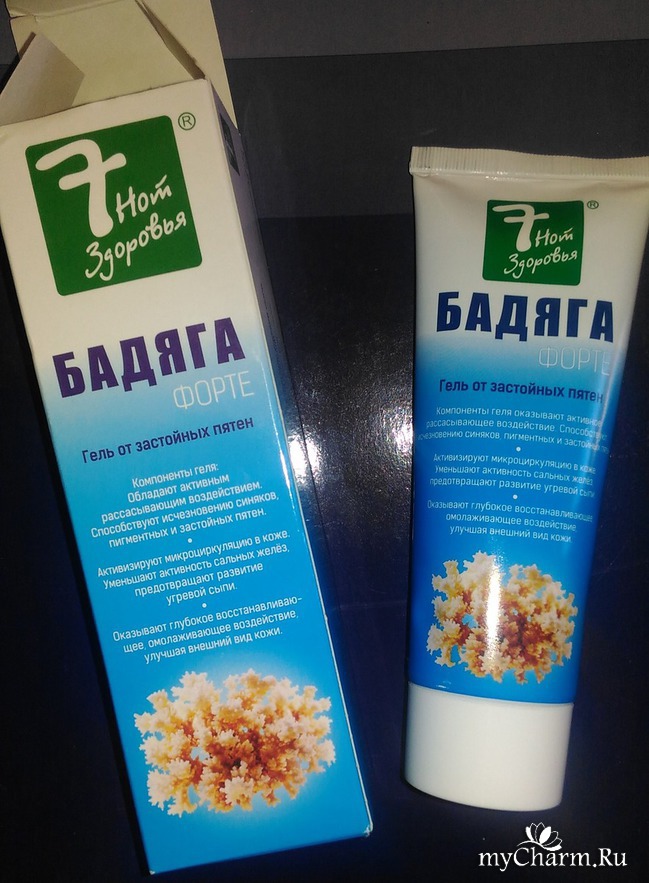 7
Нот
Здоровья
®
БАДЯГА
ФОРТЕ
Гель от застойных пятен
Компоненты геля:
Обладают активным
рассасывающим воздействием.
Способствуют исчезновению синяков,
пигментных и застойных пятен.
•
Активизируют микроциркуляцию в коже.
Уменьшают активность сальных желёз,
предотвращают развитие
угревой сыпи.
•
Оказывают глубокое восстанавливаю-
щее, омолаживающее воздействие,
улучшая внешний вид кожи.
7
Нот
Здоровья
®
БАДЯГА
ФОРТЕ
Гель от застойных пятен
Компоненты геля оказывают активное
рассасывающее воздействие. Способствуют
исчезновению синяков, пигментных и застойных
•
Активизируют микроциркуляцию в коже.
Уменьшают активность сальных желёз,
предотвращают развитие угревой сыпи.
•
Оказывают глубокое восстанавливающее,
омолаживающее воздействие,
улучшая внешний вид кожи.
myCharm.Ru